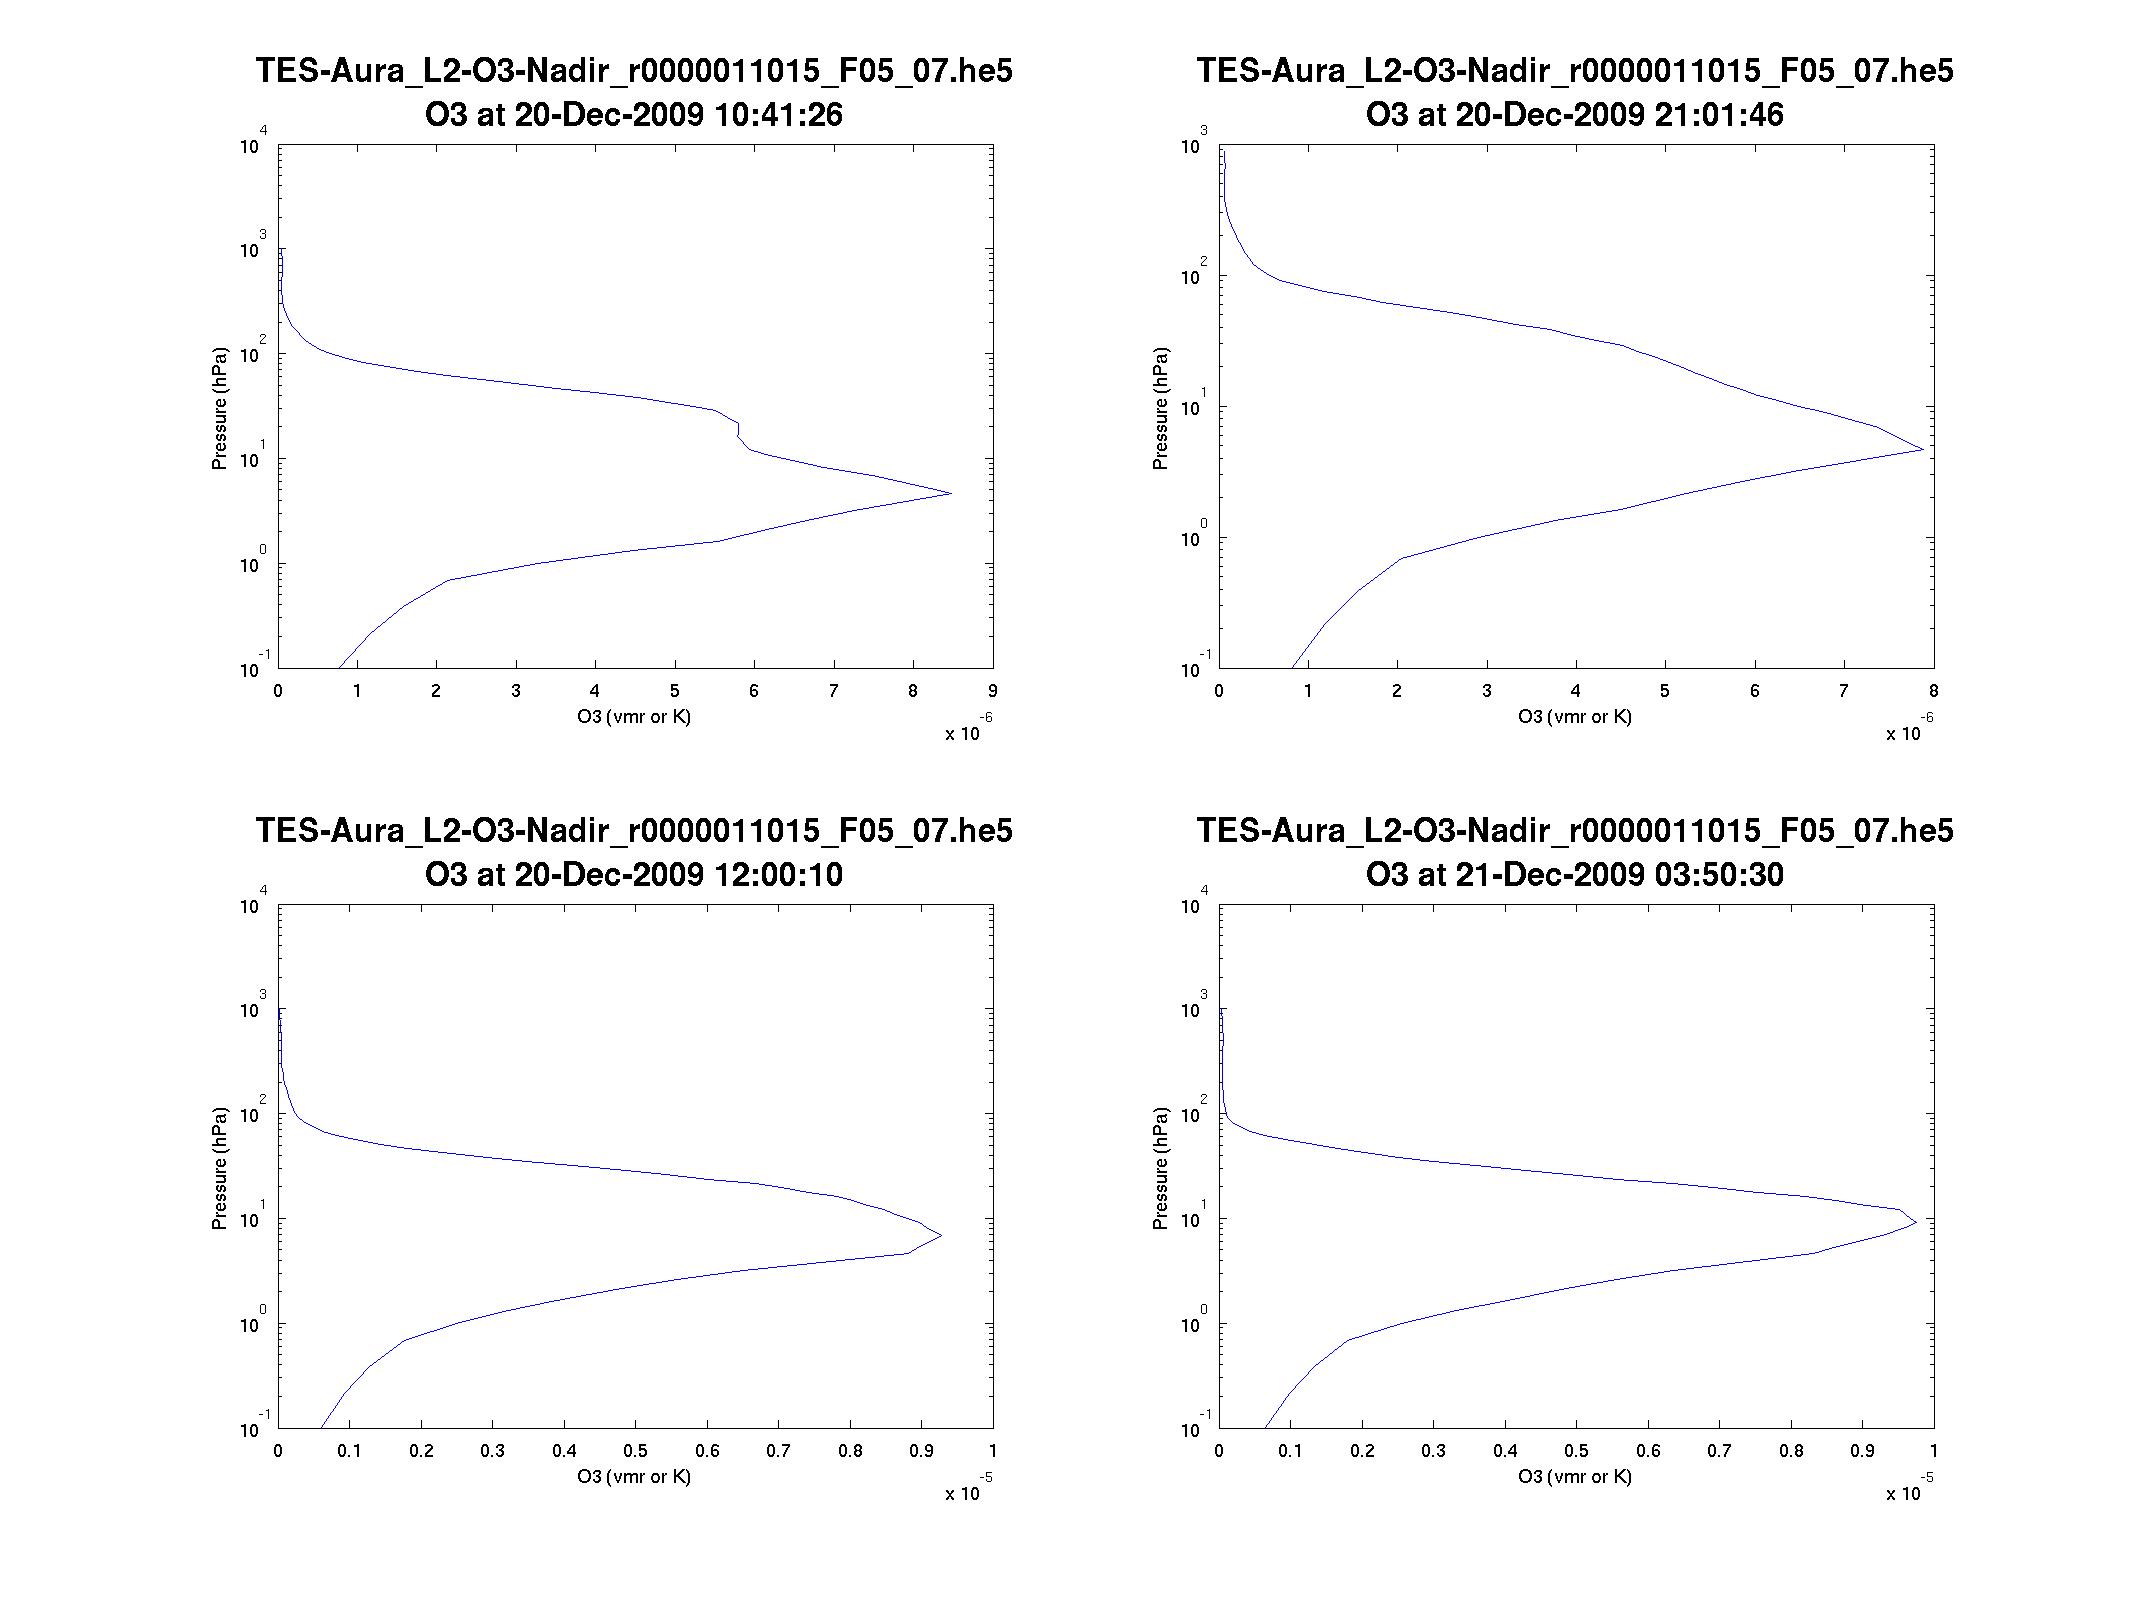 TES-Aura_L2-O3-Nadir_r0000011015_F05_07.he5
O3 at 20-Dec-2009 10:41:26
10^4
10^3
10^2
10^1
10^0
10^-1
Pressure (hPa)
0 1 2 3 4 5 6 7 8 9
O3 (vmr or K)
x 10^-6
TES-Aura_L2-O3-Nadir_r0000011015_F05_07.he5
O3 at 20-Dec-2009 21:01:46
10^3
10^2
10^1
10^0
10^-1
Pressure (hPa)
0 1 2 3 4 5 6 7 8
O3 (vmr or K)
x 10^-6
TES-Aura_L2-O3-Nadir_r0000011015_F05_07.he5
O3 at 20-Dec-2009 12:00:10
10^4
10^3
10^2
10^1
10^0
10^-1
Pressure (hPa)
0 0.1 0.2 0.3 0.4 0.5 0.6 0.7 0.8 0.9 1
O3 (vmr or K)
x 10^-5
TES-Aura_L2-O3-Nadir_r0000011015_F05_07.he5
O3 at 21-Dec-2009 03:50:30
10^4
10^3
10^2
10^1
10^0
10^-1
Pressure (hPa)
0 0.1 0.2 0.3 0.4 0.5 0.6 0.7 0.8 0.9 1
O3 (vmr or K)
x 10^-5